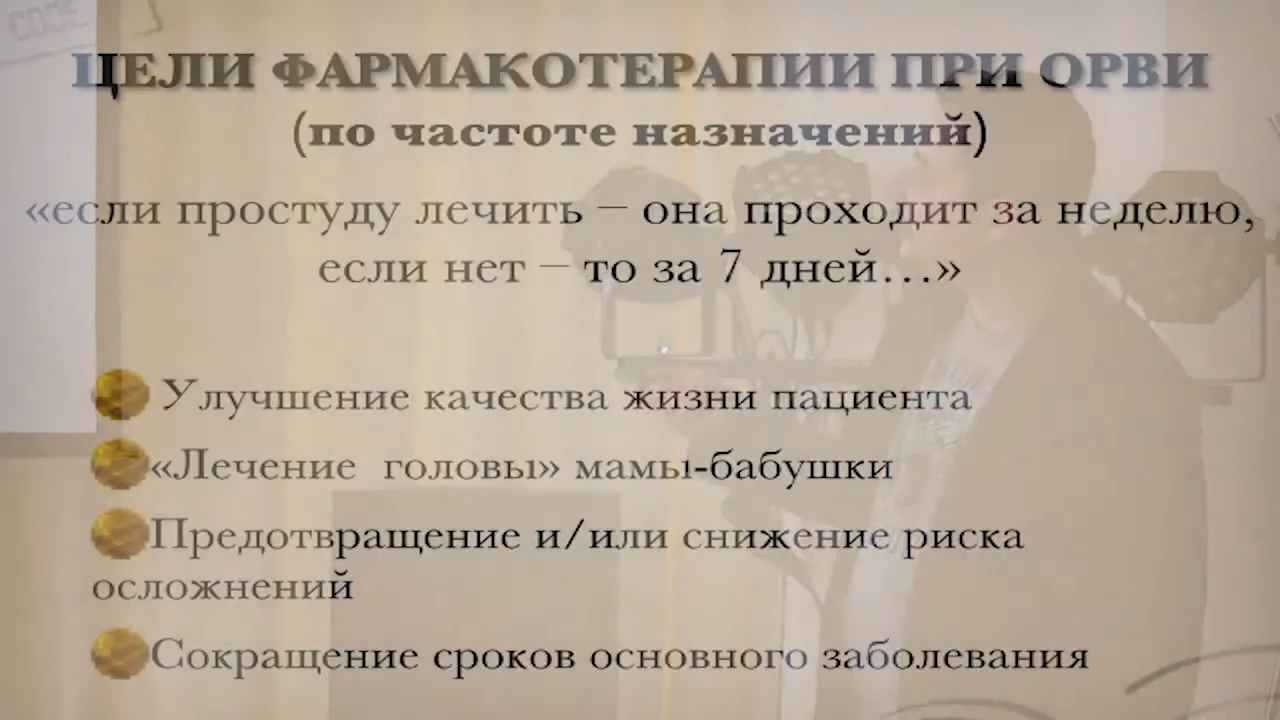 CODE
ЦЕЛИ ФАРМАКОТЕРАПИИ ПРИ ОРВИ
(по частоте назначений)
«если простуду лечить – она проходит за неделю,
если нет – то за 7 дней…»
Улучшение качества жизни пациента
«Лечение головы» мамы-бабушки
Предотвращение и/или снижение риска
осложнений
Сокращение сроков основного заболевания